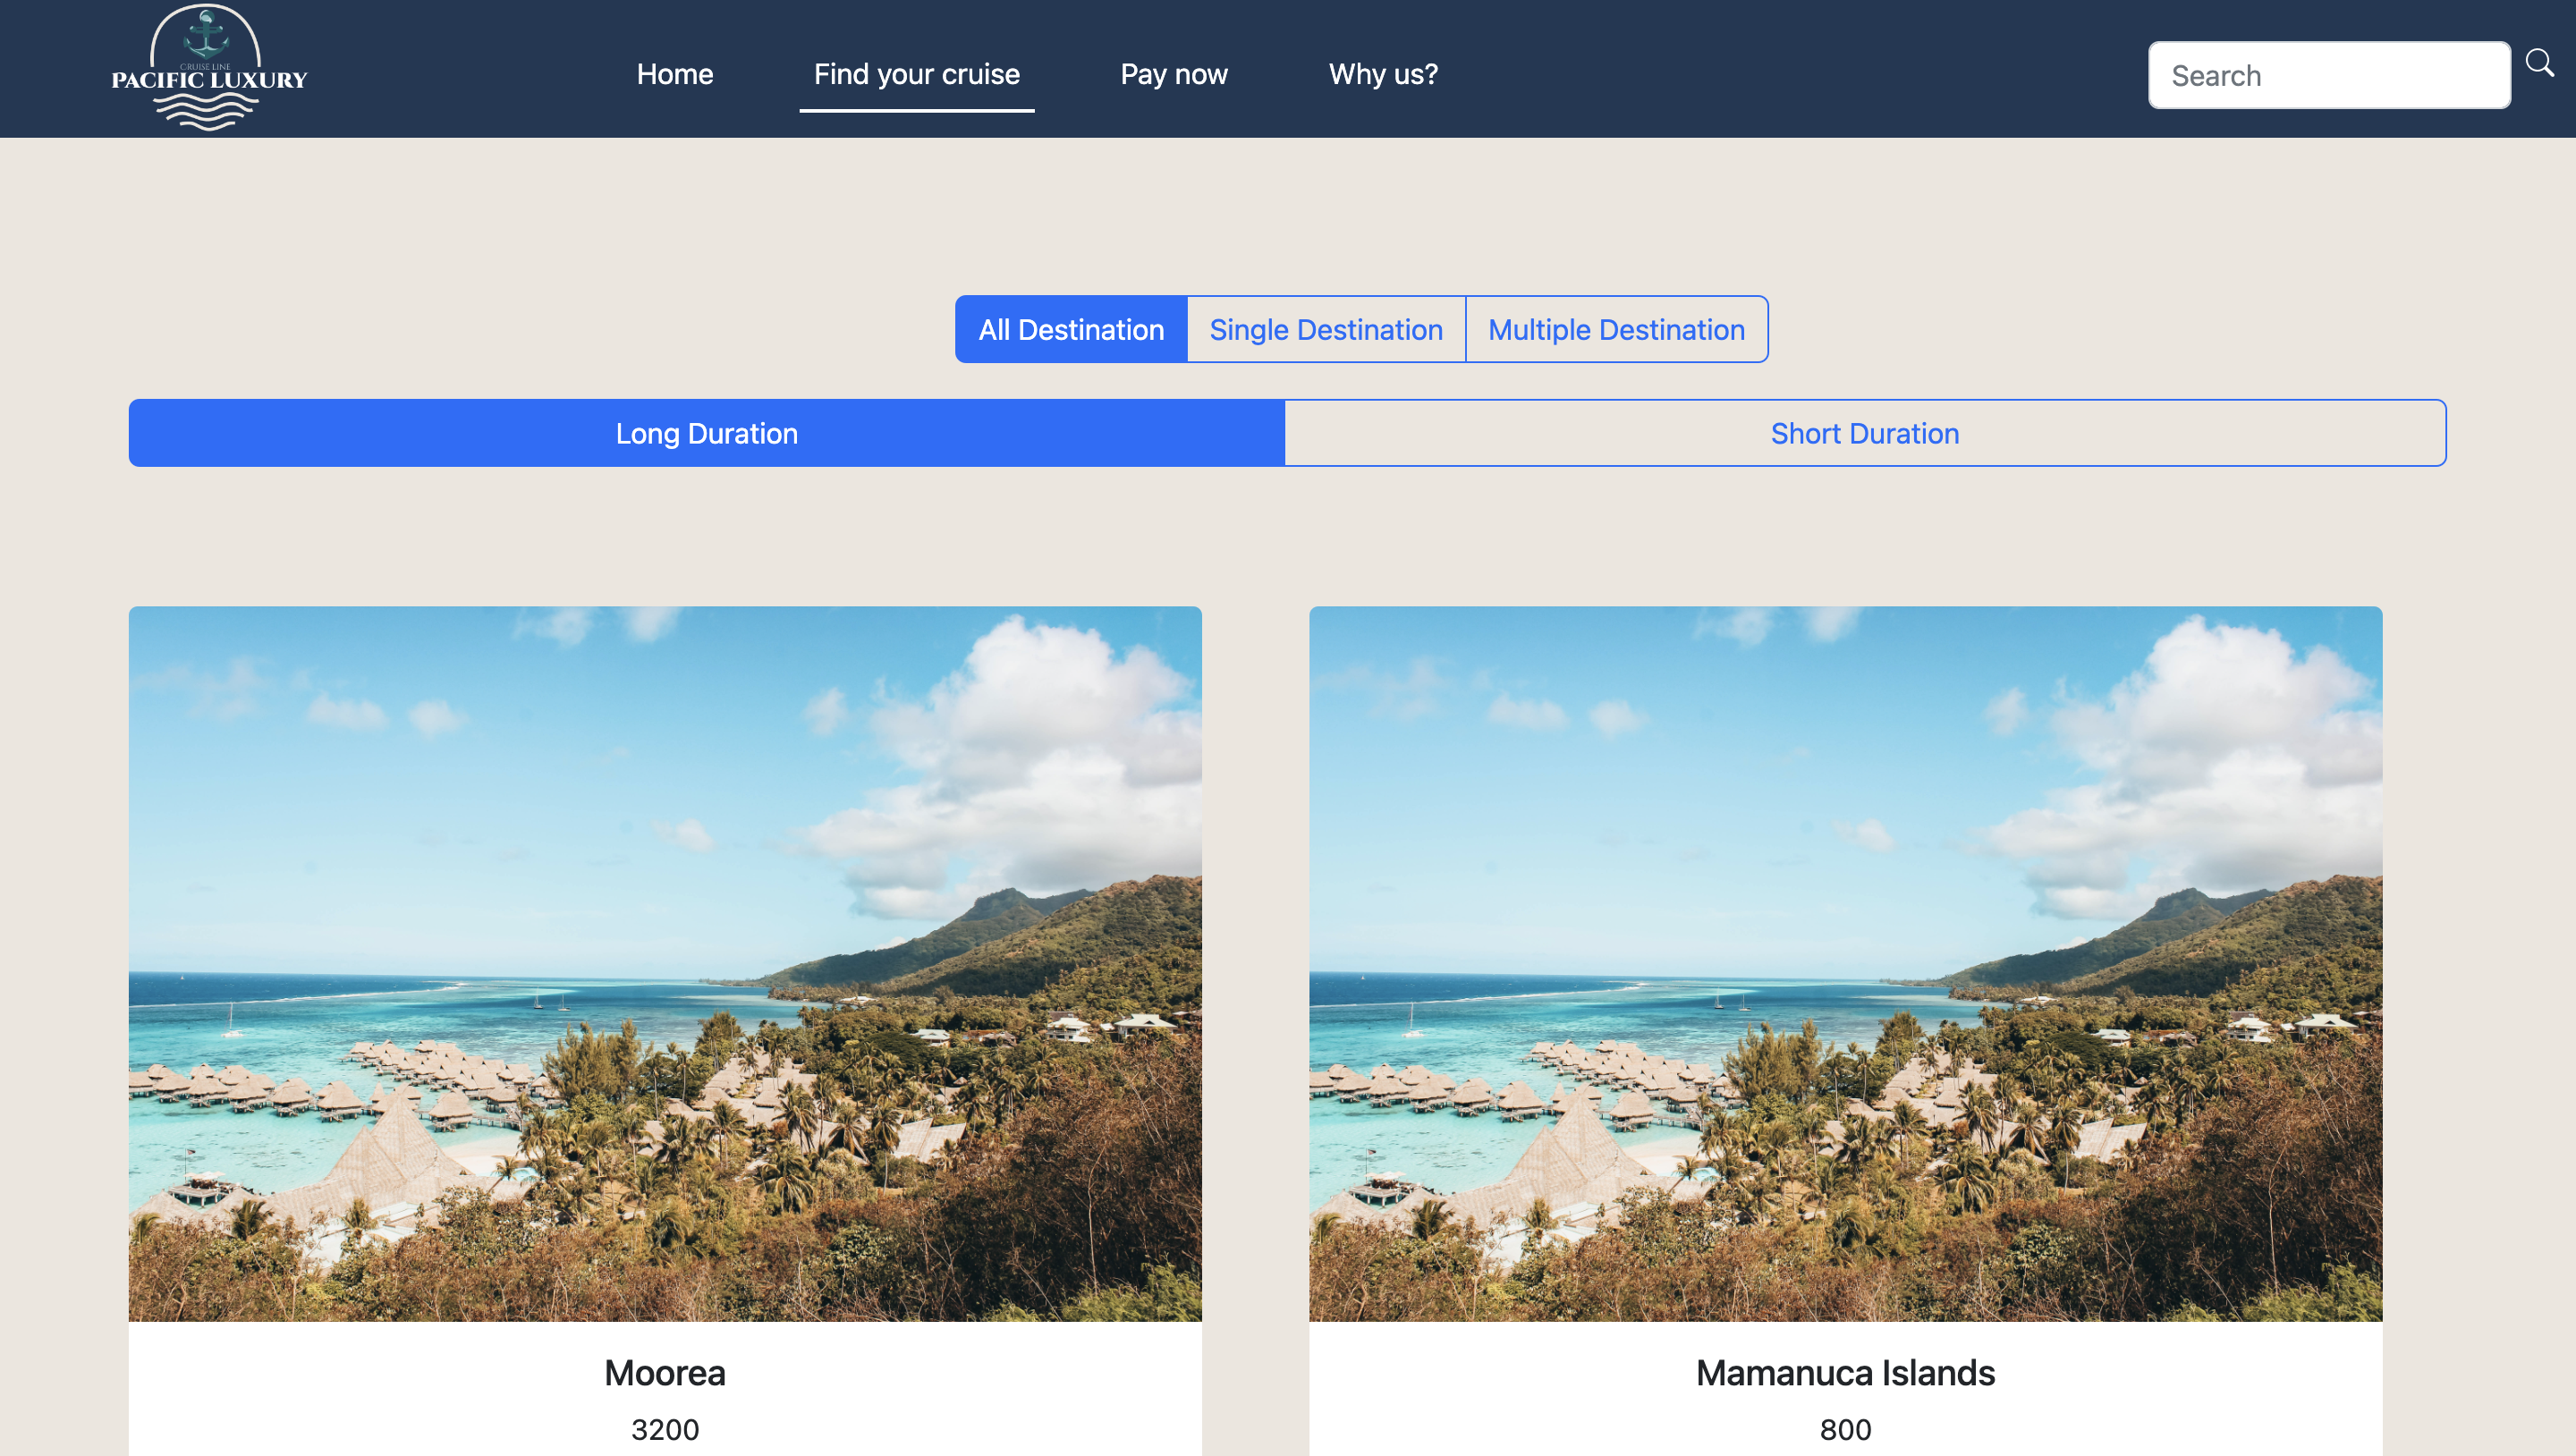 CRUISE LINE
PACIFIC LUXURY
Home Find your cruise Pay now Why us? Search
All Destination Single Destination Multiple Destination
Long Duration Short Duration
Moorea Mamanuca Islands
3200 800